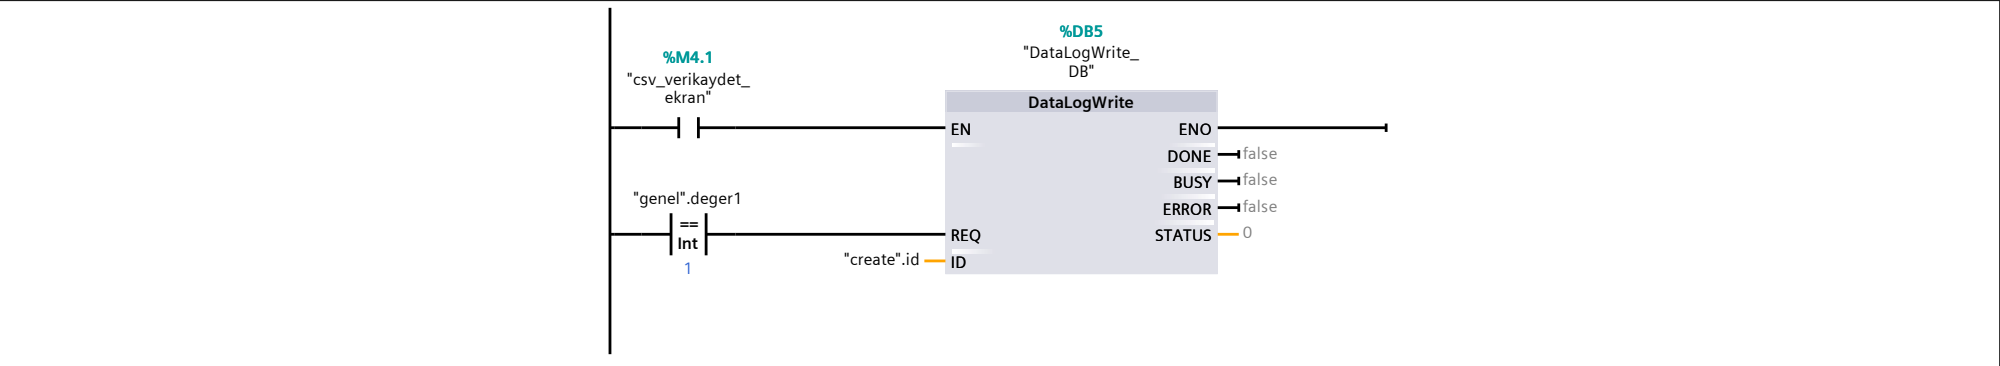 %DB5
"DataLogWrite_
DB"
%M4.1
"csv_verikaydet_
ekran"
DataLogWrite
EN
ENO
DONE
false
BUSY
false
"genel".deger1
ERROR
false
==
Int
1
REQ
STATUS
0
"create".id
ID